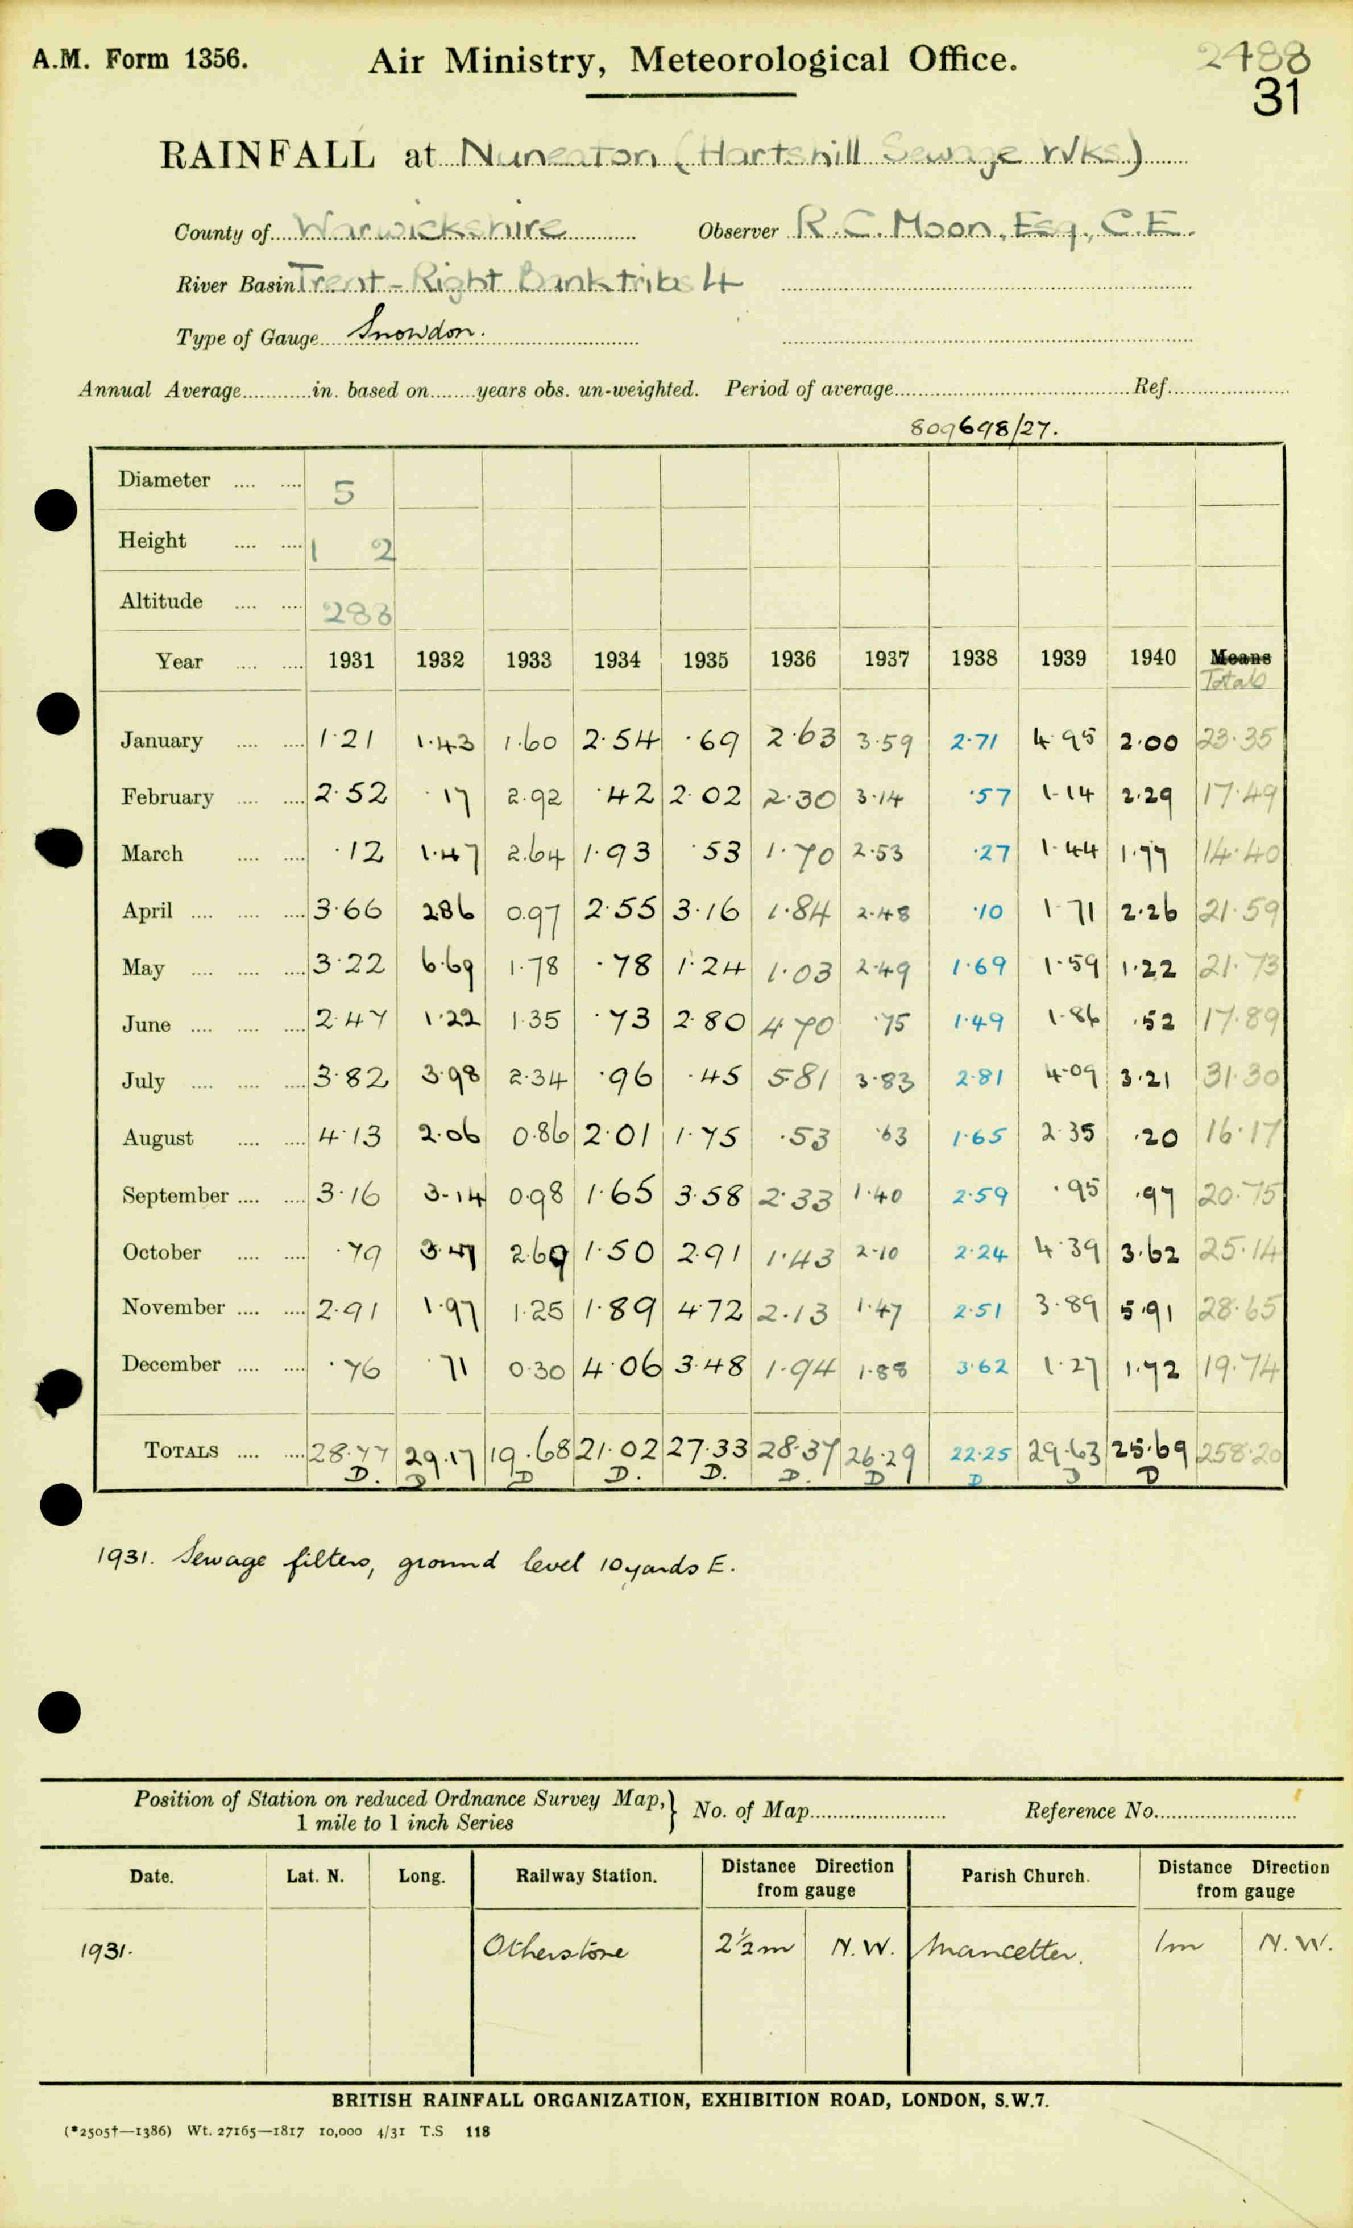 A.M. Form 1356. Air Ministry, Meteorological Office. 2488
31
RAINFALL at Nuneaton (Hartshill Sewage Wks)
County of Warwickshire Observer R.C. Moon, Esq., C.E.
River Basin Trent - Right Bank tribs 4
Type of Gauge Snowdon.
Annual Average............in. based on........years obs. un-weighted. Period of average.................Ref.........
809698/27.
Diameter .... .... 5
Height .... .... 1 2
Altitude .... .... 288
Year .... .... 1931 1932 1933 1934 1935 1936 1937 1938 1939 1940 Means
Totals
January .... .... 1.21 1.43 1.60 2.54 .69 2.63 3.59 2.71 4.95 2.00 23.35
February .... .... 2.52 .17 2.92 .42 2.02 2.30 3.14 .57 1.14 2.29 17.49
March .... .... .12 1.47 2.64 1.93 .53 1.70 2.53 .27 1.44 1.77 14.40
April .... .... .... 3.66 2.86 0.97 2.55 3.16 1.84 2.48 .10 1.71 2.26 21.59
May .... .... .... 3.22 6.69 1.78 .78 1.24 1.03 2.49 1.69 1.59 1.22 21.73
June .... .... .... 2.47 1.22 1.35 .73 2.80 4.70 .75 1.49 1.86 .52 17.89
July .... .... .... 3.82 3.98 2.34 .96 .45 5.81 3.83 2.81 4.09 3.21 31.30
August .... .... 4.13 2.06 0.86 2.01 1.75 .53 .63 1.65 2.35 .20 16.17
September .... .... 3.16 3.14 0.98 1.65 3.58 2.33 1.40 2.59 .95 .97 20.75
October .... .... .79 3.47 2.69 1.50 2.91 1.43 2.10 2.24 4.39 3.62 25.14
November .... .... 2.91 1.97 1.25 1.89 4.72 2.13 1.47 2.51 3.89 5.91 28.65
December .... .... .76 .71 0.30 4.06 3.48 1.94 1.88 3.62 1.27 1.72 19.74
TOTALS .... .... 28.77 29.17 19.68 21.02 27.33 28.37 26.29 22.25 29.63 25.69 258.20
D. D D D. D. D. D D D D
1931. Sewage filters, ground level 10 yards E.
Position of Station on reduced Ordnance Survey Map, } No. of Map............ Reference No............
1 mile to 1 inch Series
Date. Lat. N. Long. Railway Station. Distance Direction Parish Church. Distance Direction
from gauge from gauge
1931. Otherstone 2½m N.W. Mancetter. 1m N.W.
BRITISH RAINFALL ORGANIZATION, EXHIBITION ROAD, LONDON, S.W.7.
(*2505†—1386) Wt. 27165—1817 10,000 4/31 T.S 118